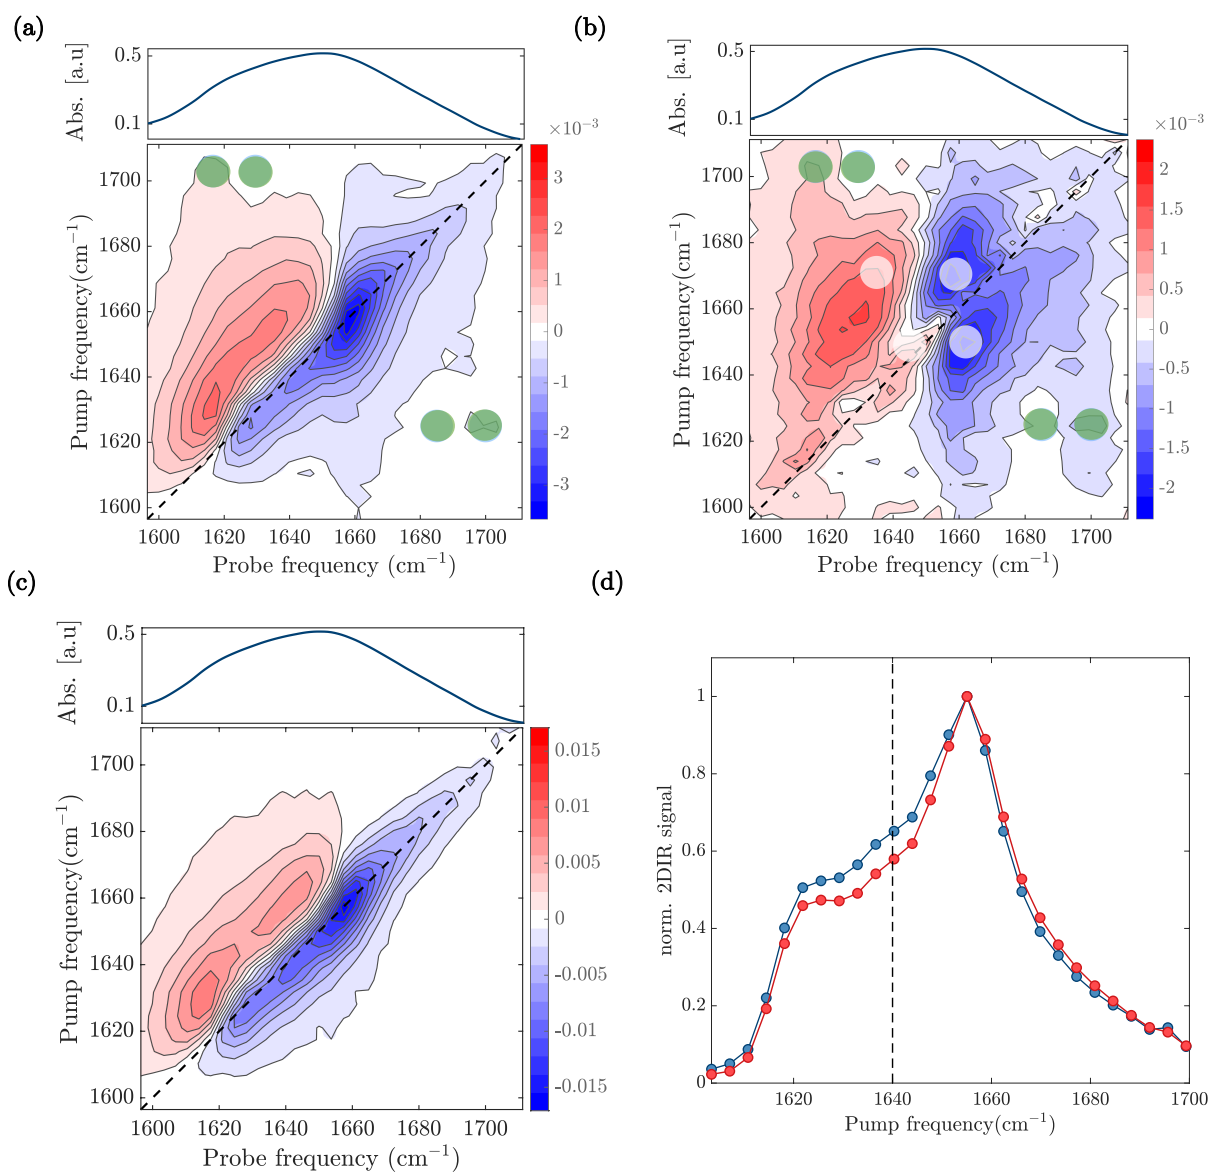 (a)
Abs. [a.u]
0.5
0.1
×10⁻³
Pump frequency(cm⁻¹)
1700
1680
1660
1640
1620
1600
3
2
1
0
-1
-2
-3
1600 1620 1640 1660 1680 1700
Probe frequency (cm⁻¹)
(b)
Abs. [a.u]
0.5
0.1
×10⁻³
Pump frequency(cm⁻¹)
1700
1680
1660
1640
1620
1600
2
1.5
1
0.5
0
-0.5
-1
-1.5
-2
1600 1620 1640 1660 1680 1700
Probe frequency (cm⁻¹)
(c)
Abs. [a.u]
0.5
0.1
Pump frequency(cm⁻¹)
1700
1680
1660
1640
1620
1600
0.015
0.01
0.005
0
-0.005
-0.01
-0.015
1600 1620 1640 1660 1680 1700
Probe frequency (cm⁻¹)
(d)
norm. 2DIR signal
1
0.8
0.6
0.4
0.2
0
1620 1640 1660 1680 1700
Pump frequency(cm⁻¹)